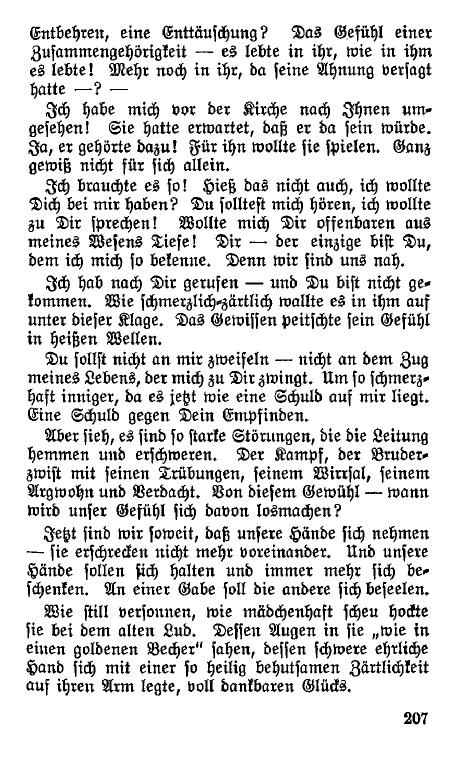 Entbehren, eine Enttäuschung? Das Gefühl einer
Zusammengehörigkeit — es lebte in ihr, wie in ihm
es lebte! Mehr noch in ihr, da seine Ahnung versagt
hatte —? —
Ich habe mich vor der Kirche nach Ihnen um-
gesehen! Sie hatte erwartet, daß er da sein würde.
Ja, er gehörte dazu! Für ihn wollte sie spielen. Ganz
gewiß nicht für sich allein.
Ich brauchte es so! Hieß das nicht auch, ich wollte
Dich bei mir haben? Du solltest mich hören, ich wollte
zu Dir sprechen! Wollte mich Dir offenbaren aus
meines Wesens Tiefe! Dir — der einzige bist Du,
dem ich mich so bekenne. Denn wir sind uns nah.
Ich hab nach Dir gerufen — und Du bist nicht ge-
kommen. Wie schmerzlich-zärtlich wallte es in ihm auf
unter dieser Klage. Das Gewissen peitschte sein Gefühl
in heißen Wellen.
Du sollst nicht an mir zweifeln — nicht an dem Zug
meines Lebens, der mich zu Dir zwingt. Um so schmerz-
haft inniger, da es jetzt wie eine Schuld auf mir liegt.
Eine Schuld gegen Dein Empfinden.
Aber sieh, es sind so starke Störungen, die die Leitung
hemmen und erschweren. Der Kampf, der Bruder-
zwist mit seinen Trübungen, seinem Wirrsal, seinem
Argwohn und Verdacht. Von diesem Gewühl — wann
wird unser Gefühl sich davon losmachen?
Jetzt sind wir soweit, daß unsere Hände sich nehmen
— sie erschrecken nicht mehr voreinander. Und unsere
Hände sollen sich halten und immer mehr sich be-
schenken. An einer Gabe soll die andere sich beseelen.
Wie still versonnen, wie mädchenhaft scheu hockte
sie bei dem alten Lud. Dessen Augen in sie „wie in
einen goldenen Becher“ sahen, dessen schwere ehrliche
Hand sich mit einer so heilig behutsamen Zärtlichkeit
auf ihren Arm legte, voll dankbaren Glücks.
207